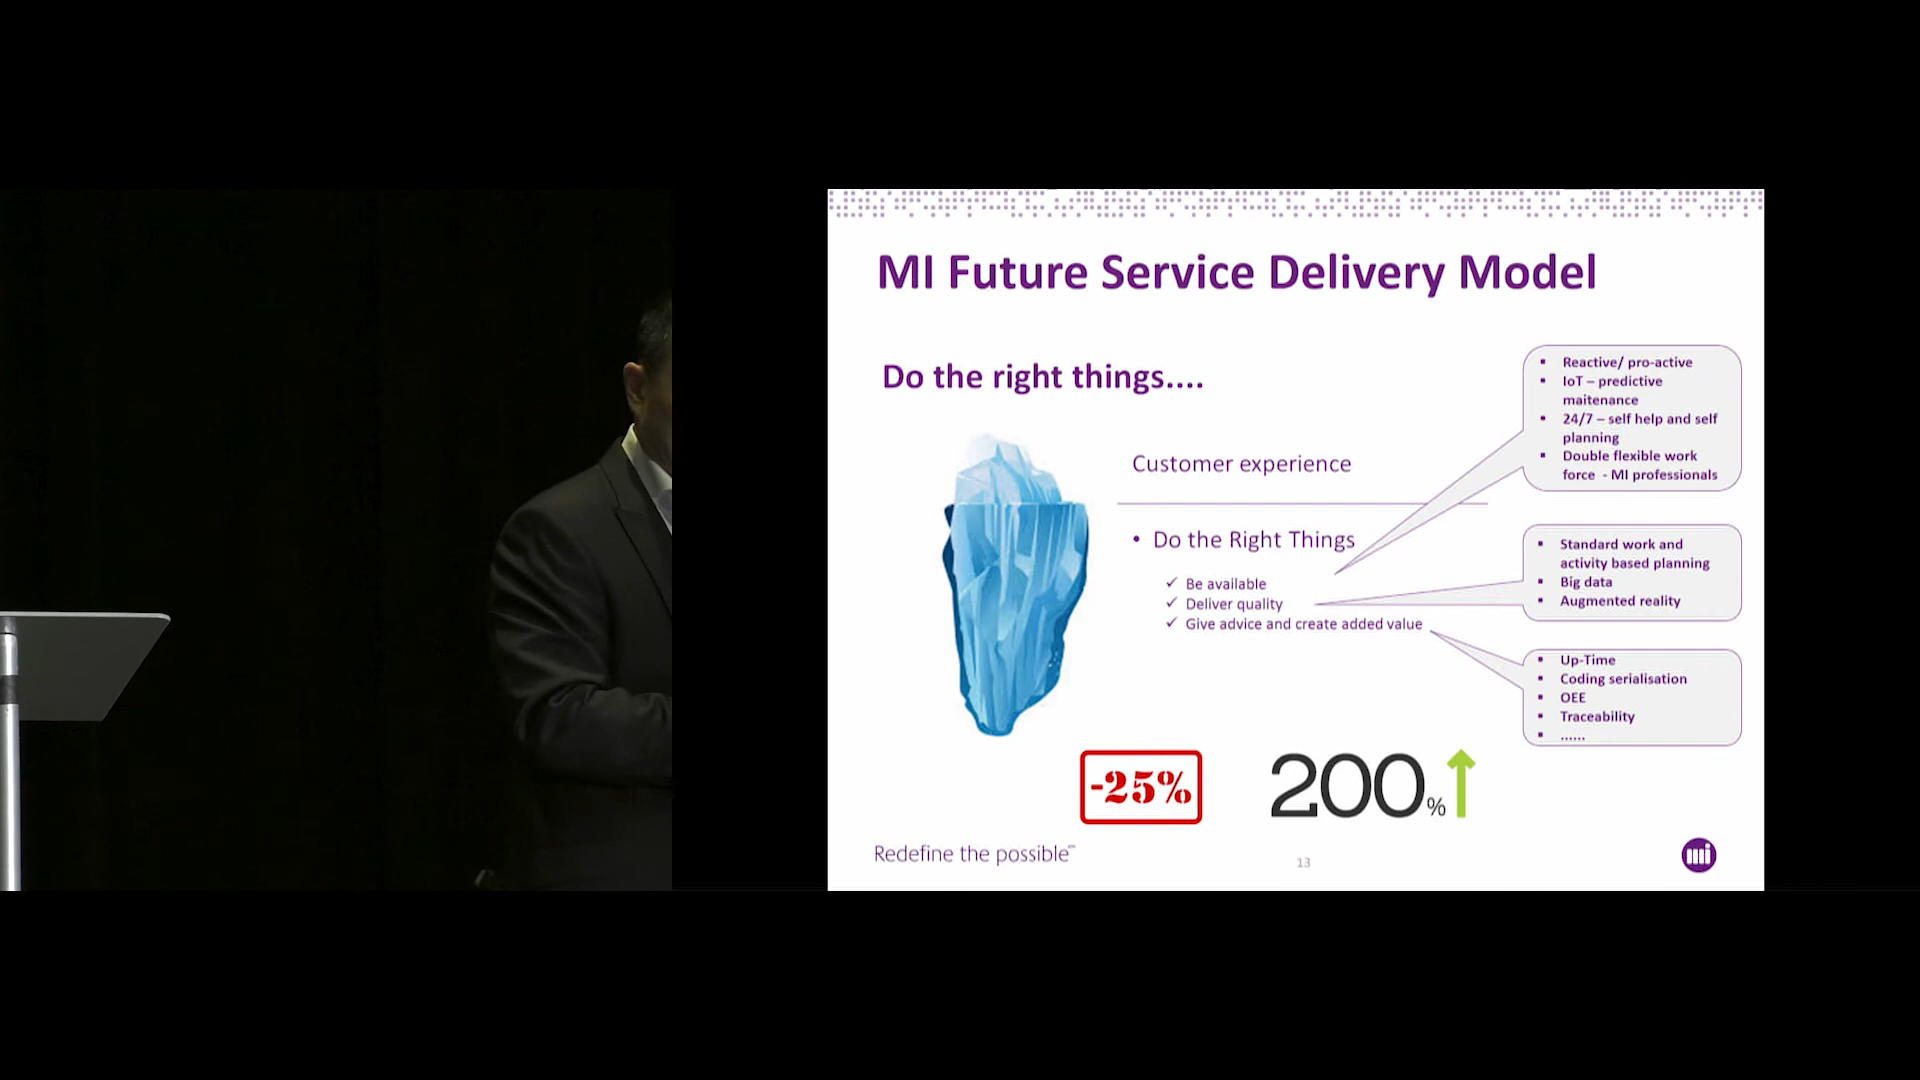 MI Future Service Delivery Model
Do the right things....
Customer experience
• Do the Right Things
✓ Be available
✓ Deliver quality
✓ Give advice and create added value
▪ Reactive/ pro-active
▪ IoT – predictive
maitenance
▪ 24/7 – self help and self
planning
▪ Double flexible work
force - MI professionals
▪ Standard work and
activity based planning
▪ Big data
▪ Augmented reality
▪ Up-Time
▪ Coding serialisation
▪ OEE
▪ Traceability
▪ ......
-25%
200%
Redefine the possible™
13
mi